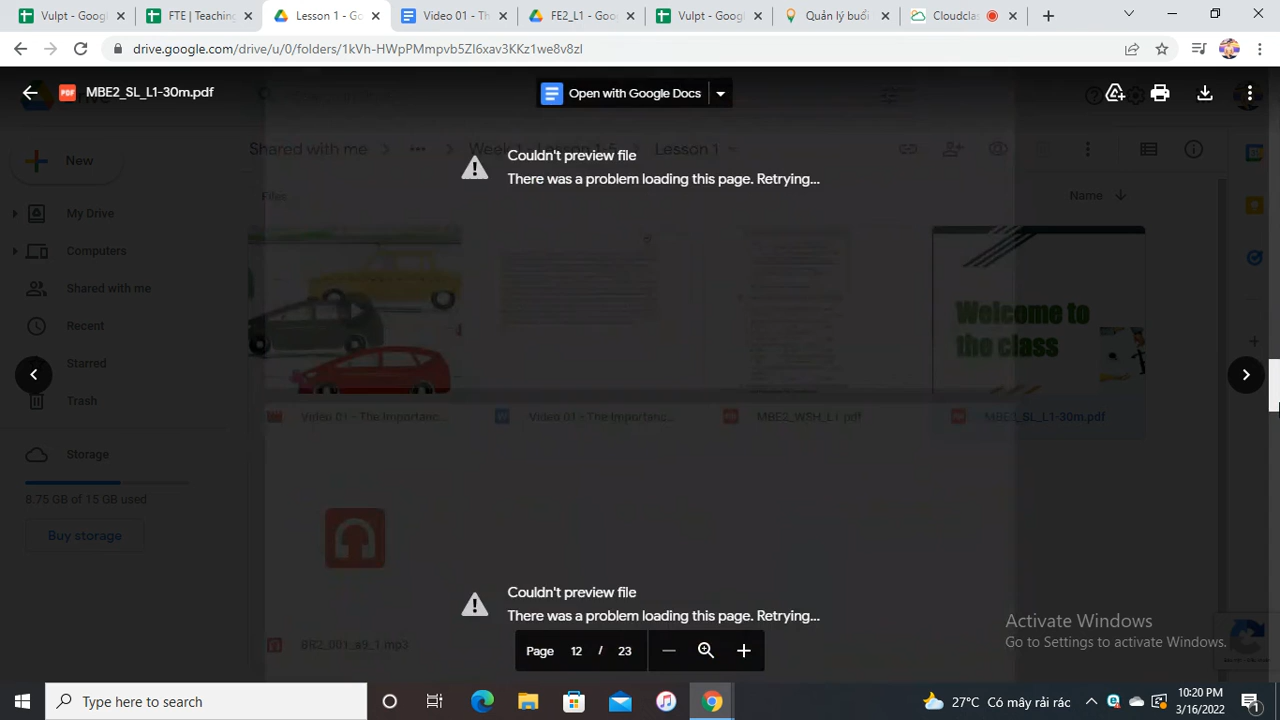 Vulpt - Goog
FTE | Teaching
Lesson 1 - Go
Video 01 - The
FE2_L1 - Goo
Vulpt - Goog
Quản lý buổi
Cloudclas
drive.google.com/drive/u/0/folders/1kVh-HWpPMmpvb5Zl6xav3KKz1we8v8zl
MBE2_SL_L1-30m.pdf
Open with Google Docs
Couldn't preview file
There was a problem loading this page. Retrying...
New
Shared with me
Lesson 1
Files
Name
My Drive
Computers
Shared with me
Recent
Starred
Trash
Storage
8.75 GB of 15 GB used
Buy storage
Welcome to
the class
Video 01 - The Importanc...
Video 01 - The Importanc...
MBE2_WSH_L1.pdf
MBE2_SL_L1-30m.pdf
Couldn't preview file
There was a problem loading this page. Retrying...
Page 12 / 23
Activate Windows
Go to Settings to activate Windows.
Type here to search
27°C Có mây rải rác
10:20 PM
3/16/2022